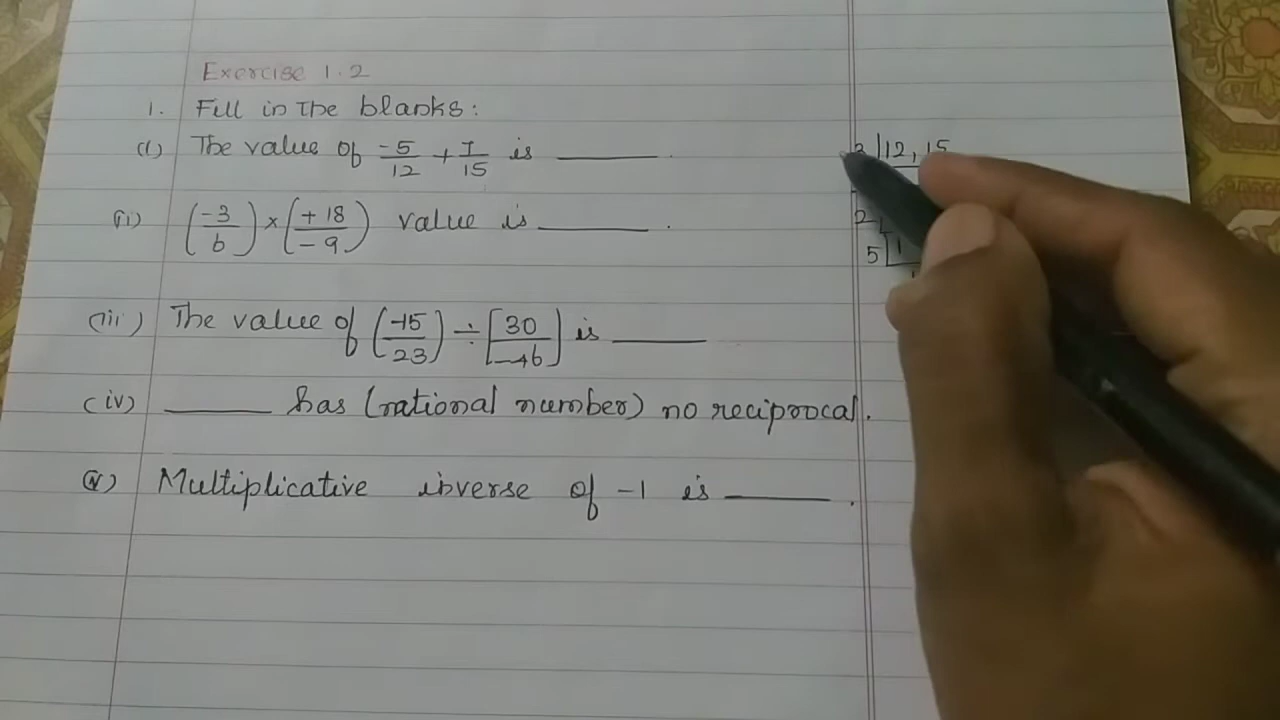 Exercise 1.2
1. Fill in the blanks:
(i) The value of -5/12 + 7/15 is ______.
(ii) (-3/6) × (+18/-9) value is ______.
(iii) The value of (-15/23) ÷ [30/-46] is ______
(iv) ______ has (rational number) no reciprocal.
(v) Multiplicative inverse of -1 is ______.
12, 15
2
5 1